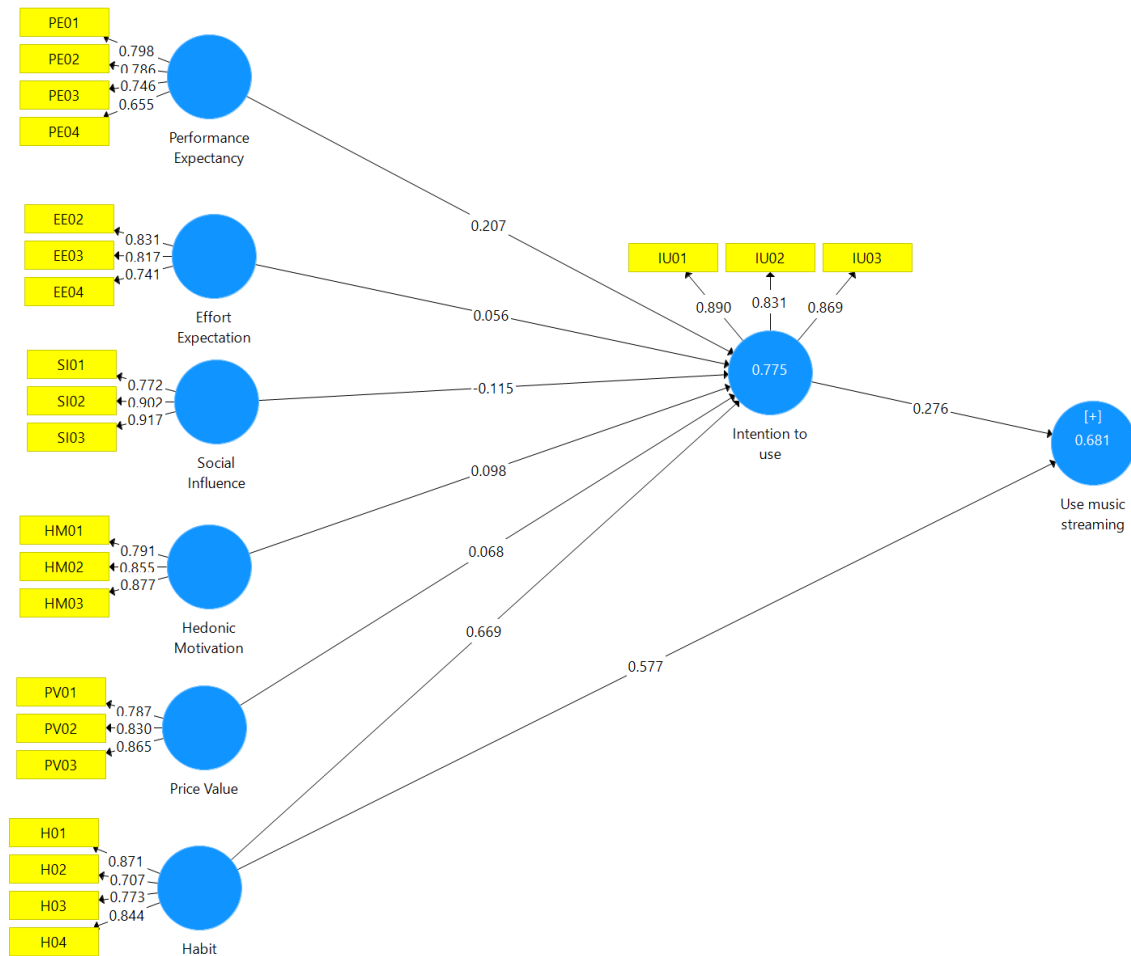 PE01
PE02
PE03
PE04
0.798
0.786
0.746
0.655
Performance
Expectancy
0.207
EE02
EE03
EE04
0.831
0.817
0.741
Effort
Expectation
0.056
SI01
SI02
SI03
0.772
0.902
0.917
Social
Influence
-0.115
HM01
HM02
HM03
0.791
0.855
0.877
Hedonic
Motivation
0.098
PV01
PV02
PV03
0.787
0.830
0.865
Price Value
0.068
H01
H02
H03
H04
0.871
0.707
0.773
0.844
Habit
0.669
0.577
IU01
IU02
IU03
0.890
0.831
0.869
0.775
Intention to
use
0.276
[+]
0.681
Use music
streaming